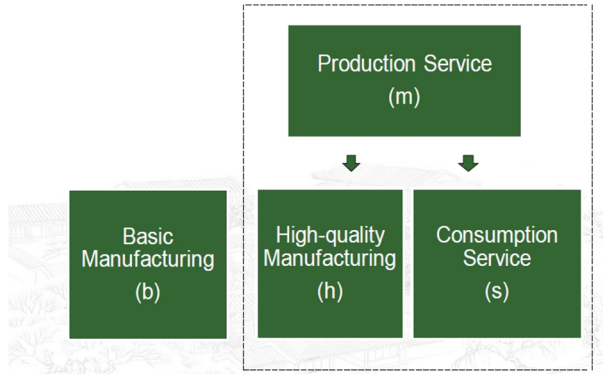 Production Service
(m)
Basic
Manufacturing
(b)
High-quality
Manufacturing
(h)
Consumption
Service
(s)